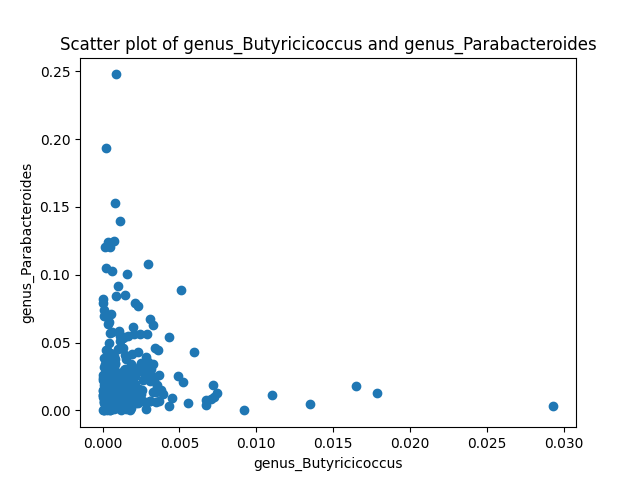 Scatter plot of genus_Butyricicoccus and genus_Parabacteroides
0.25
0.20
0.15
0.10
0.05
0.00
genus_Parabacteroides
0.000 0.005 0.010 0.015 0.020 0.025 0.030
genus_Butyricicoccus